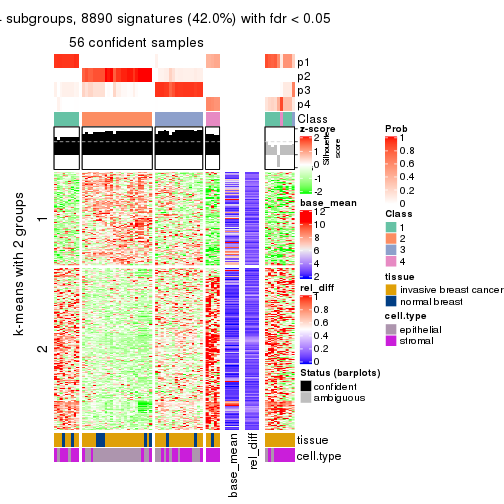 subgroups, 8890 signatures (42.0%) with fdr < 0.05
56 confident samples
p1
p2
p3
p4
Class
Silhouette
score
1
2
k-means with 2 groups
tissue
cell.type
base_mean
rel_diff
z-score
2
1
0
-1
-2
base_mean
12
10
8
6
4
2
rel_diff
1
0.8
0.6
0.4
0.2
0
Status (barplots)
confident
ambiguous
Prob
1
0.8
0.6
0.4
0.2
0
Class
1
2
3
4
tissue
invasive breast cancer
normal breast
cell.type
epithelial
stromal